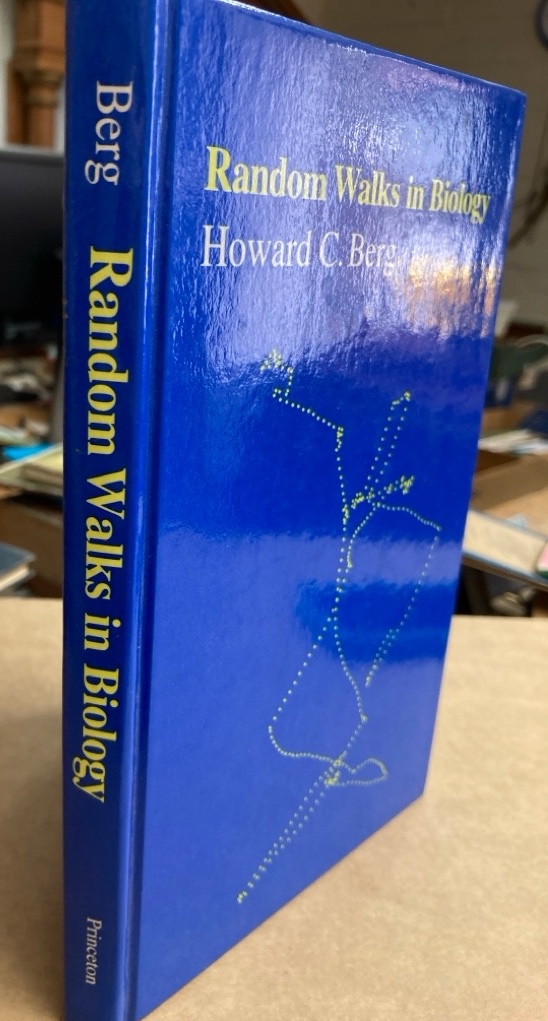 Berg
Random Walks in Biology
Princeton
Random Walks in Biology
Howard C. Berg